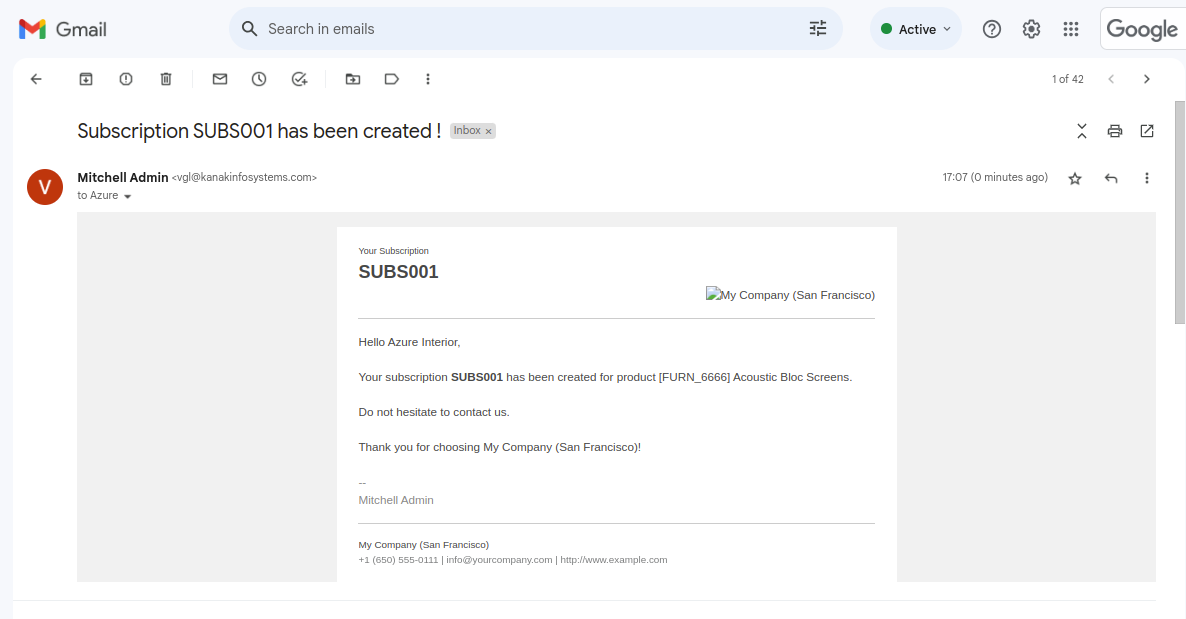 Gmail
Search in emails
Active
Google
1 of 42
Subscription SUBS001 has been created !
Inbox ×
V
Mitchell Admin <vgl@kanakinfosystems.com>
17:07 (0 minutes ago)
to Azure
Your Subscription
SUBS001
My Company (San Francisco)
Hello Azure Interior,
Your subscription SUBS001 has been created for product [FURN_6666] Acoustic Bloc Screens.
Do not hesitate to contact us.
Thank you for choosing My Company (San Francisco)!
--
Mitchell Admin
My Company (San Francisco)
+1 (650) 555-0111 | info@yourcompany.com | http://www.example.com